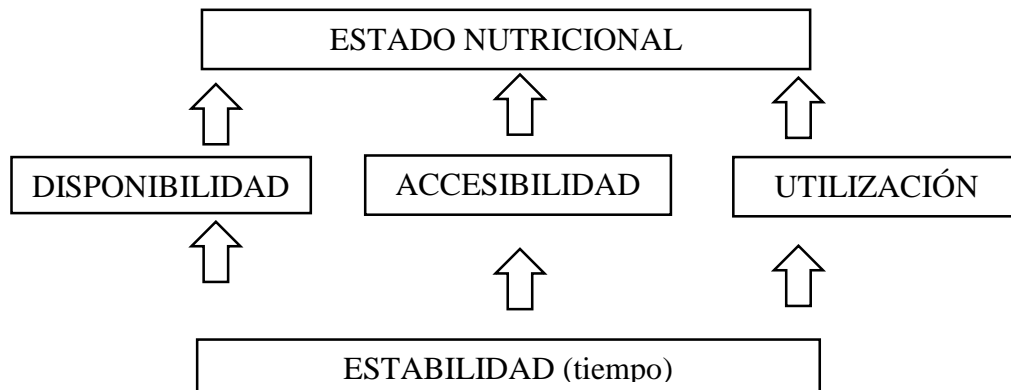 ESTADO NUTRICIONAL
DISPONIBILIDAD
ACCESIBILIDAD
UTILIZACIÓN
ESTABILIDAD (tiempo)